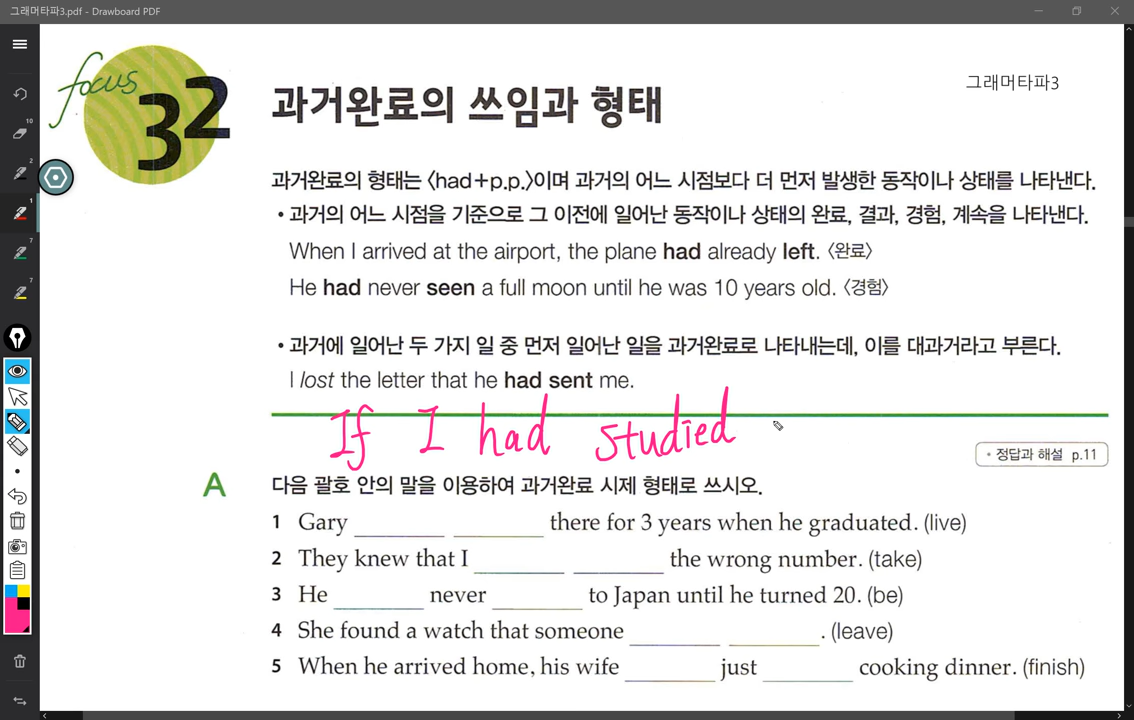 그래머타파3.pdf - Drawboard PDF
focus
32
과거완료의 쓰임과 형태
그래머타파3
과거완료의 형태는 〈had+p.p.〉이며 과거의 어느 시점보다 더 먼저 발생한 동작이나 상태를 나타낸다.
• 과거의 어느 시점을 기준으로 그 이전에 일어난 동작이나 상태의 완료, 결과, 경험, 계속을 나타낸다.
When I arrived at the airport, the plane had already left. 〈완료〉
He had never seen a full moon until he was 10 years old. 〈경험〉
• 과거에 일어난 두 가지 일 중 먼저 일어난 일을 과거완료로 나타내는데, 이를 대과거라고 부른다.
I lost the letter that he had sent me.
If I had studied
• 정답과 해설 p.11
A 다음 괄호 안의 말을 이용하여 과거완료 시제 형태로 쓰시오.
1 Gary ________ ________ there for 3 years when he graduated. (live)
2 They knew that I ________ ________ the wrong number. (take)
3 He ________ never ________ to Japan until he turned 20. (be)
4 She found a watch that someone ________ ________. (leave)
5 When he arrived home, his wife ________ just ________ cooking dinner. (finish)
10
2
1
7
7